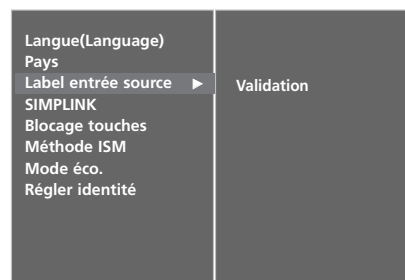 Langue(Language)
Pays
Label entrée source ►
Validation
SIMPLINK
Blocage touches
Méthode ISM
Mode éco.
Régler identité